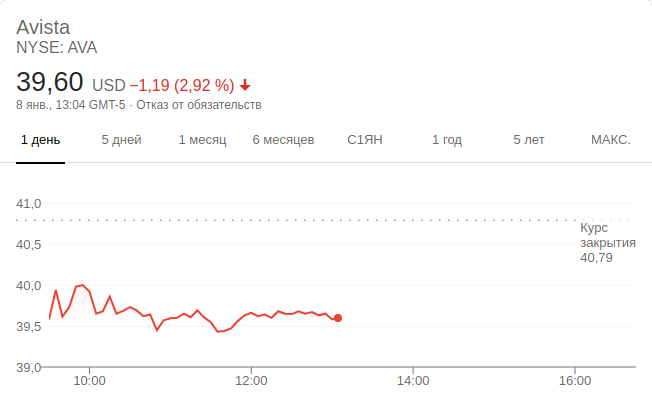 Avista
NYSE: AVA
39,60 USD −1,19 (2,92 %)
8 янв., 13:04 GMT-5 · Отказ от обязательств
1 день 5 дней 1 месяц 6 месяцев С1ЯН 1 год 5 лет МАКС.
41,0
Курс
закрытия
40,79
40,5
40,0
39,5
39,0
10:00 12:00 14:00 16:00